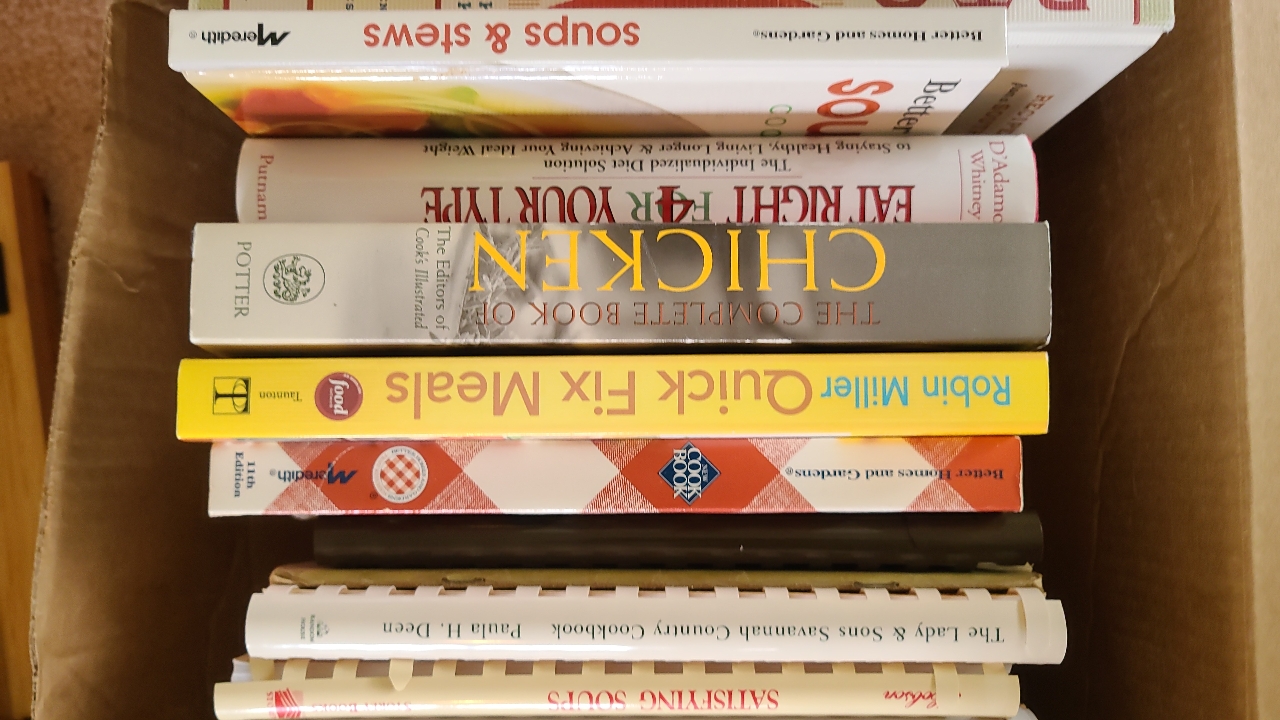 Better Homes and Gardens®
soups & stews
Meredith®
Better
SOU
D'Adamo
Whitney
EAT RIGHT 4 YOUR TYPE
FOR
The Individualized Diet Solution
to Staying Healthy, Living Longer & Achieving Your Ideal Weight
Putnam
THE COMPLETE BOOK OF
CHICKEN
The Editors of
Cook's Illustrated
POTTER
Robin Miller Quick Fix Meals
food
Taunton
Better Homes and Gardens®
NEW
COOK
BOOK
Meredith®
11th
Edition
The Lady & Sons Savannah Country Cookbook
Paula H. Deen
RANDOM
HOUSE
SATISFYING SOUPS